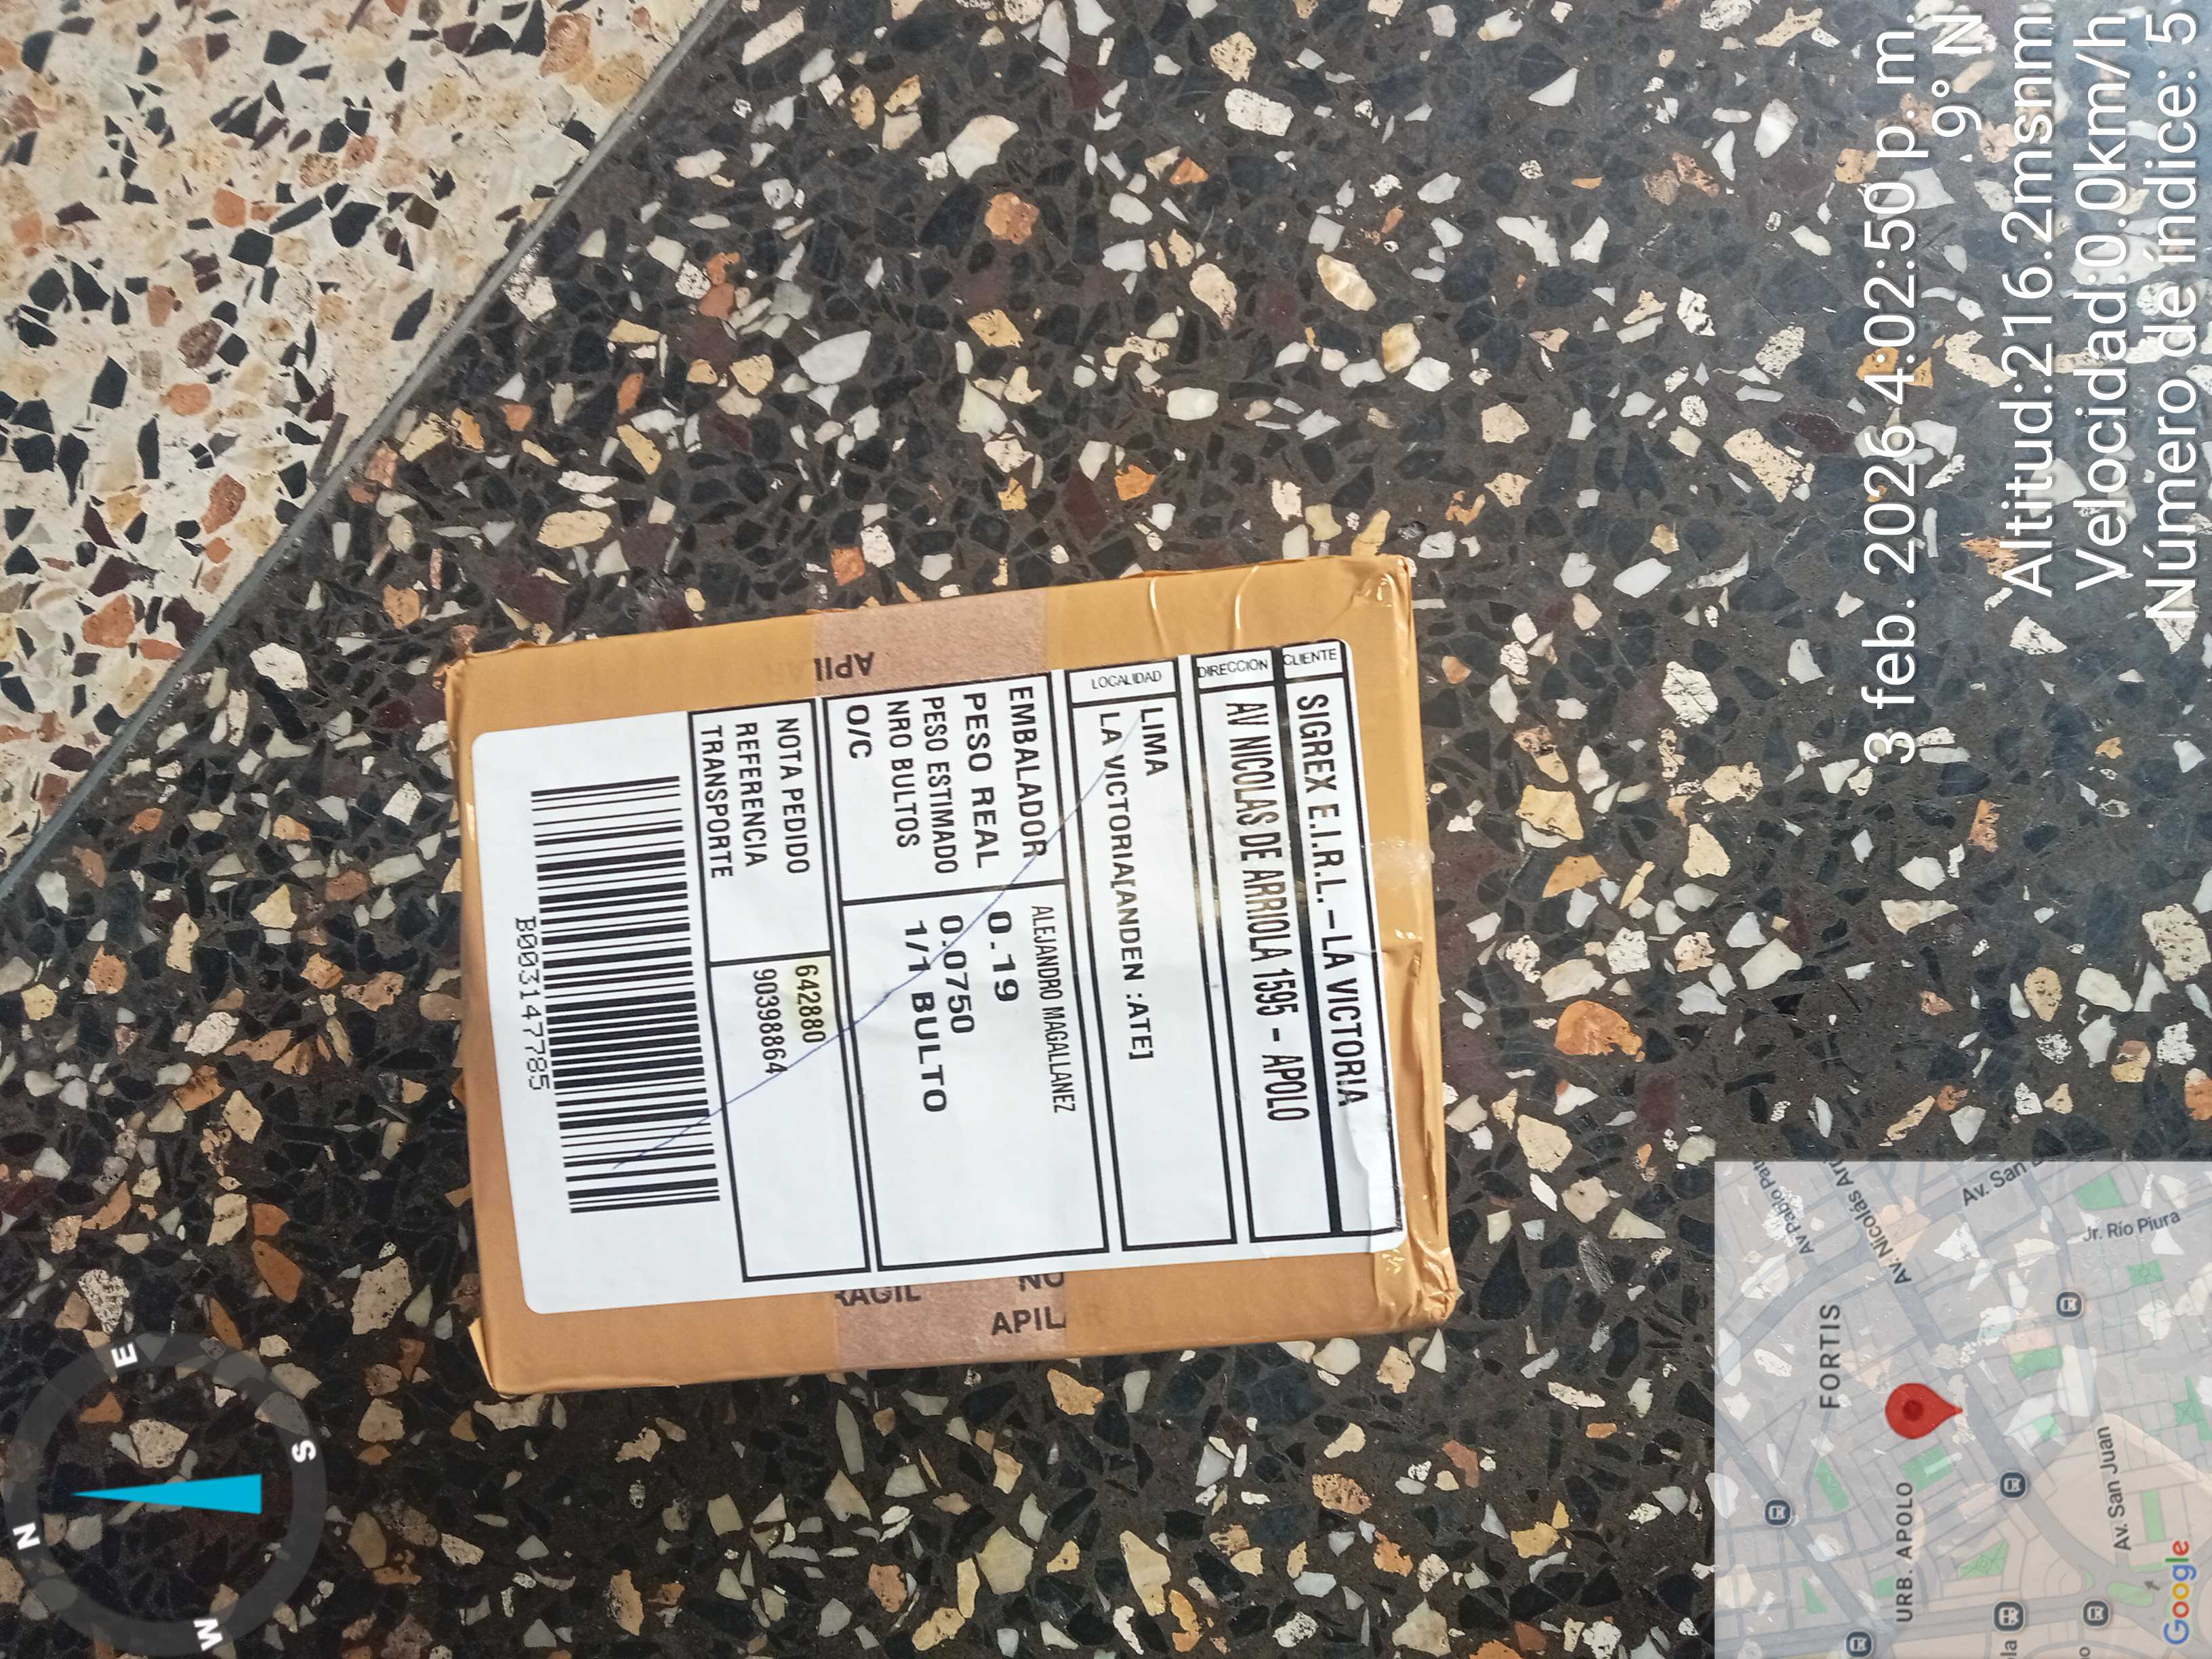 CLIENTE
SIGREX E.I.R.L.-LA VICTORIA
DIRECCION
AV NICOLAS DE ARRIOLA 1595 - APOLO
LOCALIDAD
LIMA
LA VICTORIA[ANDEN :ATE]
EMBALADOR ALEJANDRO MAGALLANEZ
PESO REAL 0.19
PESO ESTIMADO 0.0750
NRO BULTOS 1/1 BULTO
O/C
NOTA PEDIDO 642880
REFERENCIA 90398864
TRANSPORTE
B003147785
NO
APIL
3 feb. 2026 4:02:50 p. m.
9° N
Altitud:216.2msnm
Velocidad:0.0km/h
Número de índice: 5
N
E
S
W
FORTIS
URB. APOLO
Av. San Juan
Jr. Río Piura
Google